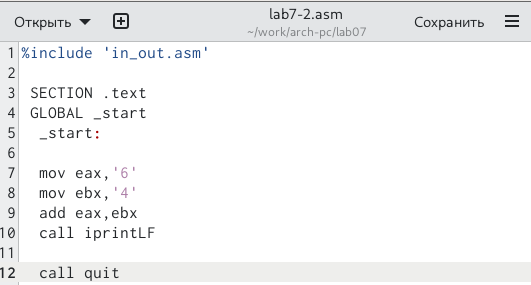 Открыть
lab7-2.asm
~/work/arch-pc/lab07
Сохранить
1 %include 'in_out.asm'
2
3 SECTION .text
4 GLOBAL _start
5 _start:
6
7 mov eax,'6'
8 mov ebx,'4'
9 add eax,ebx
10 call iprintLF
11
12 call quit